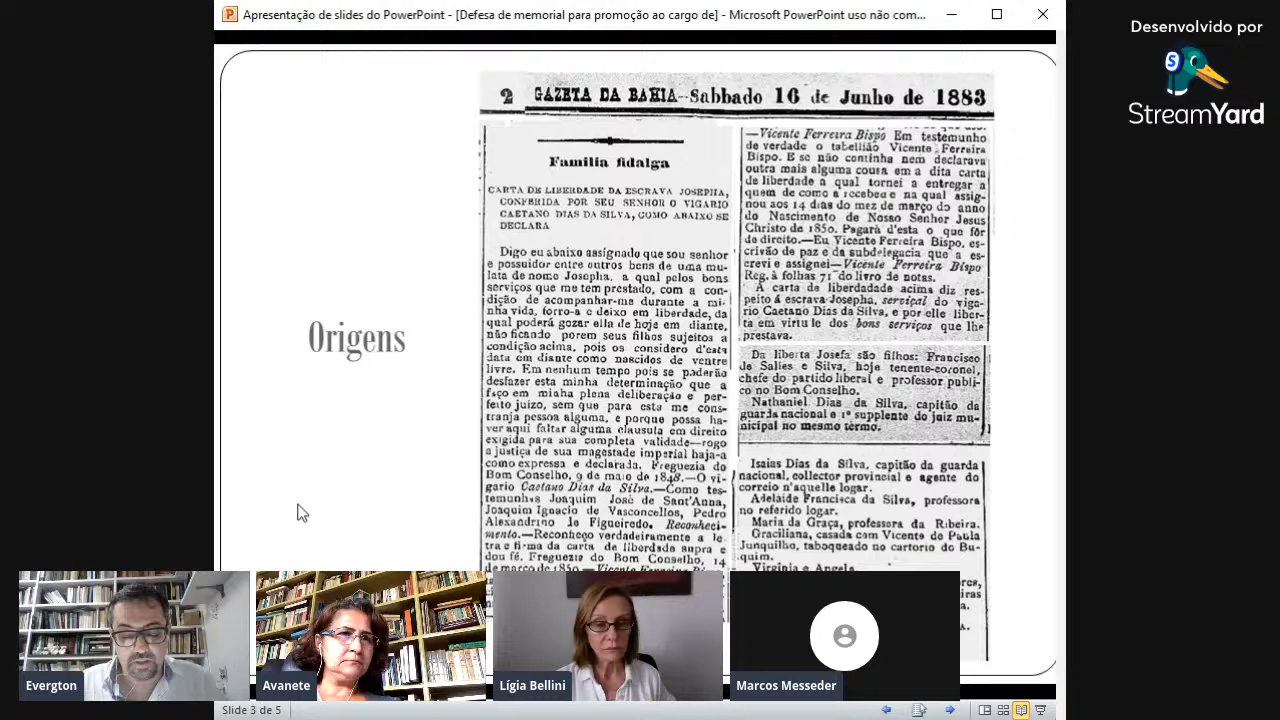 Apresentação de slides do PowerPoint - [Defesa de memorial para promoção ao cargo de] - Microsoft PowerPoint uso não com...
Desenvolvido por
StreamYard
Origens
2 GAZETA DA BAHIA--Sabbado 16 de Junho de 1883
Familia fidalga
CARTA DE LIBERDADE DA ESCRAVA JOSEPHA,
CONFERIDA POR SEU SENHOR O VIGARIO
CAETANO DIAS DA SILVA, COMO ABAIXO SE
DECLARA
Digo eu abaixo assignado que sou senhor
e possuidor entre outros bens de uma mu-
lata de nome Josepha, a qual pelos bons
serviços que me tem prestado, com a con-
dição de acompanhar-me durante a mi-
nha vida, forro-a e deixo em liberdade, da
qual poderá gozar ella de hoje em diante,
não ficando, porem seus filhos sujeitos a
condição acima, pois os considero d'esta
data em diante como nascidos de ventre
livre. Em nenhum tempo pois se poderão
desfazer esta minha determinação que a
faço em minha plena deliberação e per-
feito juizo, sem que para esta me cons-
tranja pessoa alguma, e porque possa ha-
ver aqui faltar alguma clausula em direito
exigida para sua completa validade—rogo
a justiça de sua magestade imperial haja-a
como expressa e declarada. Freguezia do
Bom Conselho, 9 de maio de 1848.—O vi-
gario Caetano Dias da Silva.—Como tes-
temunhas Joaquim José de Sant'Anna,
Joaquim Ignacio de Vasconcellos, Pedro
Alexandrino de Figueiredo. Reconheci-
mento.—Reconheço verdadeiramente a le-
tra e firma da carta de liberdade supra e
dou fé. Freguezia do Bom Conselho, 14
de março de 1850.—Vicente Ferreira
—Vicente Ferreira Bispo Em testemunho
de verdade o tabellião Vicente Ferreira
Bispo. E se não continha nem declarava
outra mais alguma cousa em a dita carta
de liberdade a qual tornei a entregar a
quem de como a recebeu e na qual assig-
nou aos 14 dias do mez de março do anno
do Nascimento de Nosso Senhor Jesus
Christo de 1850. Pagará d'esta o que fôr
de direito.—Eu Vicente Ferreira Bispo, es-
crivão de paz e da subdelegacia que a es-
crevi e assignei—Vicente Ferreira Bispo
Reg. à folhas 71 do livro de notas.
A carta de liberdadade acima diz res-
peito á escrava Josepha, serviçal do viga-
rio Caetano Dias da Silva, e por elle liber-
ta em virtule dos bons serviços que lhe
prestava.
Da liberta Josefa são filhos: Francisco
de Salles e Silva, hoje tenente-coronel,
chefe do partido liberal e professor publi-
co no Bom Conselho.
Nathaniel Dias da Silva, capitão da
guarda nacional e 1º supplente do juiz mu-
nicipal no mesmo termo.
Isaias Dias da Silva, capitão da guarda
nacional, collector provincial e agente do
correio n'aquelle logar.
Adelaide Francisca da Silva, professora
no referido logar.
Maria da Graça, professora da Ribeira.
Graciliana, casada com Vicente de Paula
Junquilho, taboqueado no cartorio do Bu-
quim.
Virginia e Angela.
Evergton
Avanete
Lígia Bellini
Marcos Messeder
Slide 3 de 5